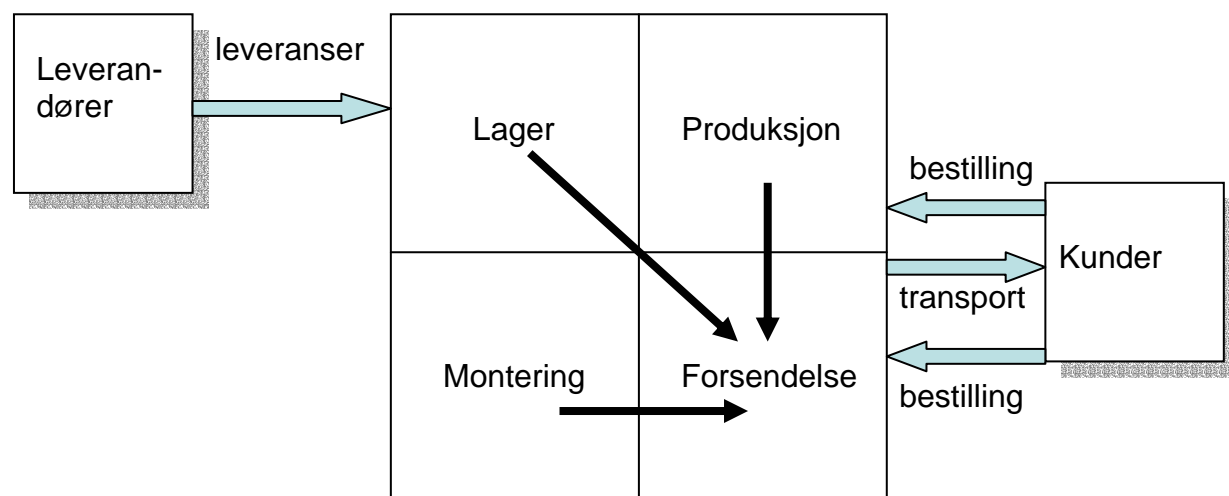 Leveran-
dører
leveranser
Lager
Produksjon
Montering
Forsendelse
bestilling
transport
bestilling
Kunder